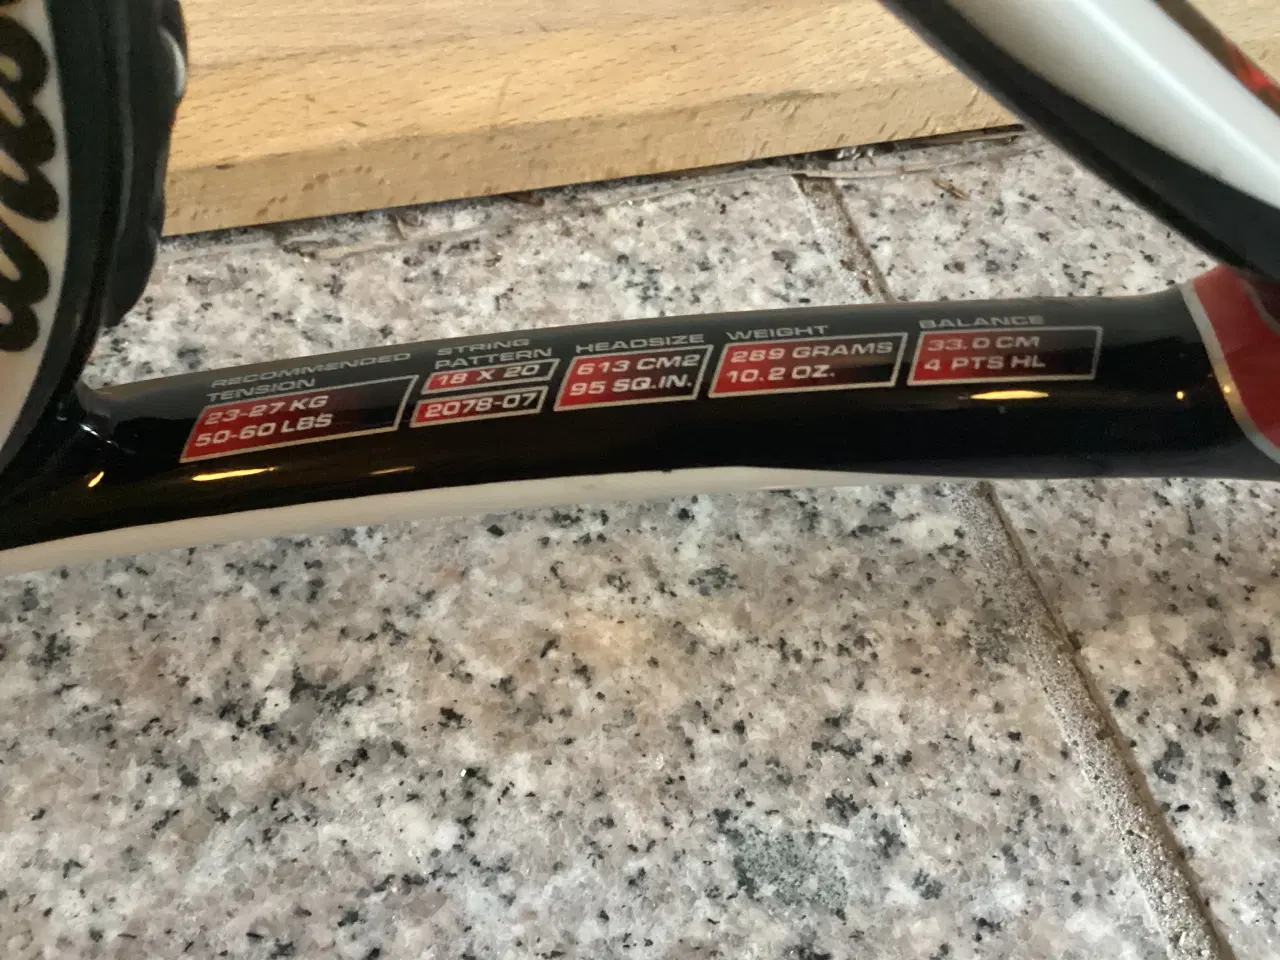 RECOMMENDED
TENSION
23-27 KG
50-60 LBS
STRING
PATTERN
18 X 20
2078-07
HEADSIZE
613 CM2
95 SQ.IN.
WEIGHT
289 GRAMS
10.2 OZ.
BALANCE
33.0 CM
4 PTS HL